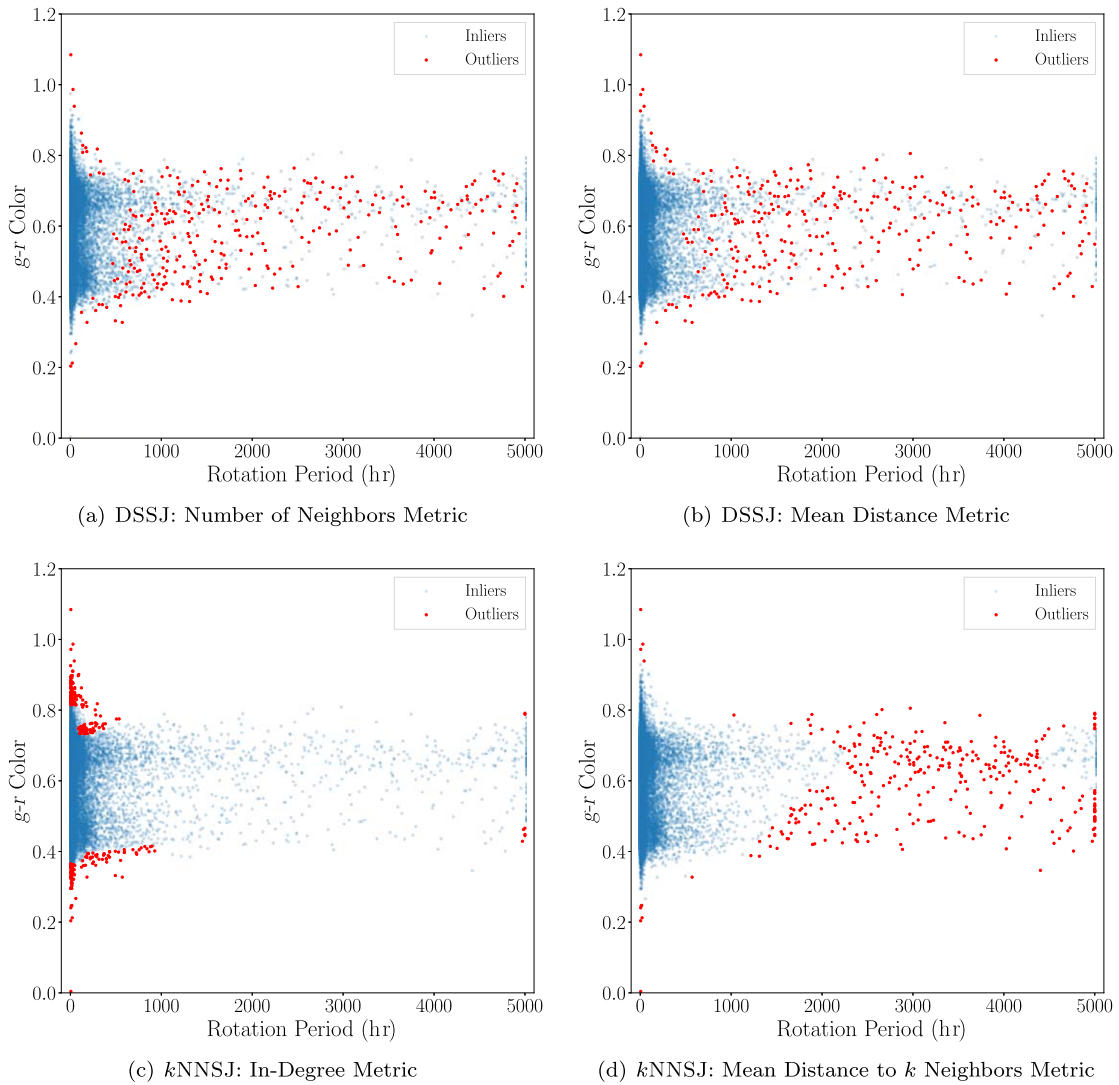 1.2
1.0
0.8
0.6
0.4
0.2
0.0
g-r Color
Inliers
Outliers
0 1000 2000 3000 4000 5000
Rotation Period (hr)
(a) DSSJ: Number of Neighbors Metric
1.2
1.0
0.8
0.6
0.4
0.2
0.0
g-r Color
Inliers
Outliers
0 1000 2000 3000 4000 5000
Rotation Period (hr)
(b) DSSJ: Mean Distance Metric
1.2
1.0
0.8
0.6
0.4
0.2
0.0
g-r Color
Inliers
Outliers
0 1000 2000 3000 4000 5000
Rotation Period (hr)
(c) kNNSJ: In-Degree Metric
1.2
1.0
0.8
0.6
0.4
0.2
0.0
g-r Color
Inliers
Outliers
0 1000 2000 3000 4000 5000
Rotation Period (hr)
(d) kNNSJ: Mean Distance to k Neighbors Metric